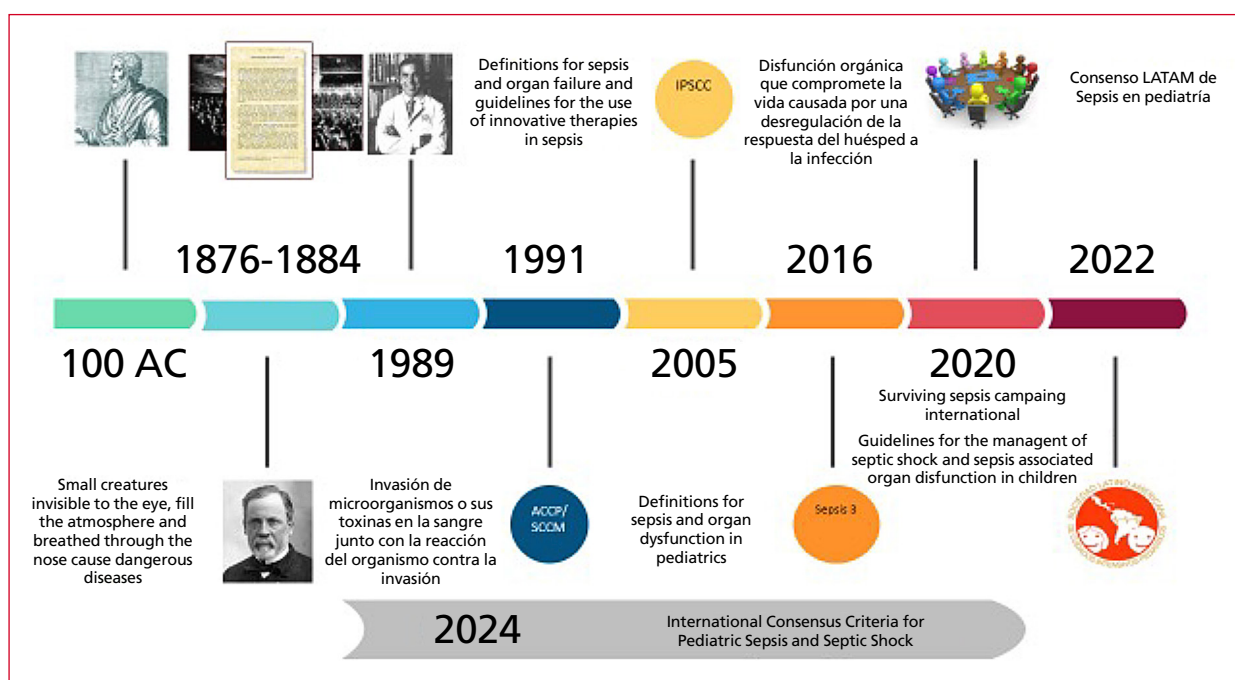 Definitions for sepsis
and organ failure and
guidelines for the use
of innovative therapies
in sepsis
IPSCC
Disfunción orgánica
que compromete la
vida causada por una
desregulación de la
respuesta del huésped a
la infección
Consenso LATAM de
Sepsis en pediatría
1876-1884
1991
2016
2022
100 AC
1989
2005
2020
Small creatures
invisible to the eye, fill
the atmosphere and
breathed through the
nose cause dangerous
diseases
Invasión de
microorganismos o sus
toxinas en la sangre
junto con la reacción
del organismo contra la
invasión
ACCP/
SCCM
Definitions for
sepsis and organ
dysfunction in
pediatrics
Sepsis 3
Surviving sepsis campaing
international
Guidelines for the managent of
septic shock and sepsis associated
organ disfunction in children
SOCIEDAD LATINO AMERICANA
2024
International Consensus Criteria for
Pediatric Sepsis and Septic Shock